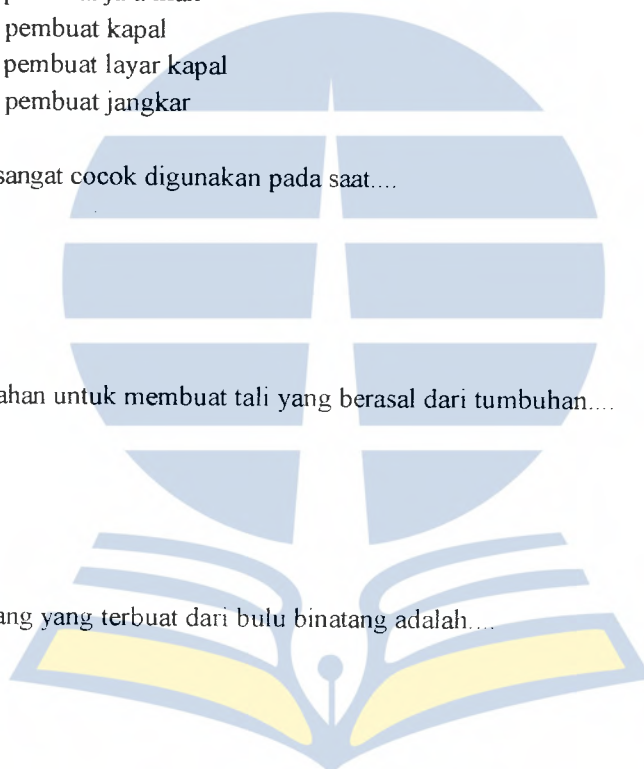 pembuat kapal
pembuat layar kapal
pembuat jangkar
sangat cocok digunakan pada saat....
ahan untuk membuat tali yang berasal dari tumbuhan....
ang yang terbuat dari bulu binatang adalah....